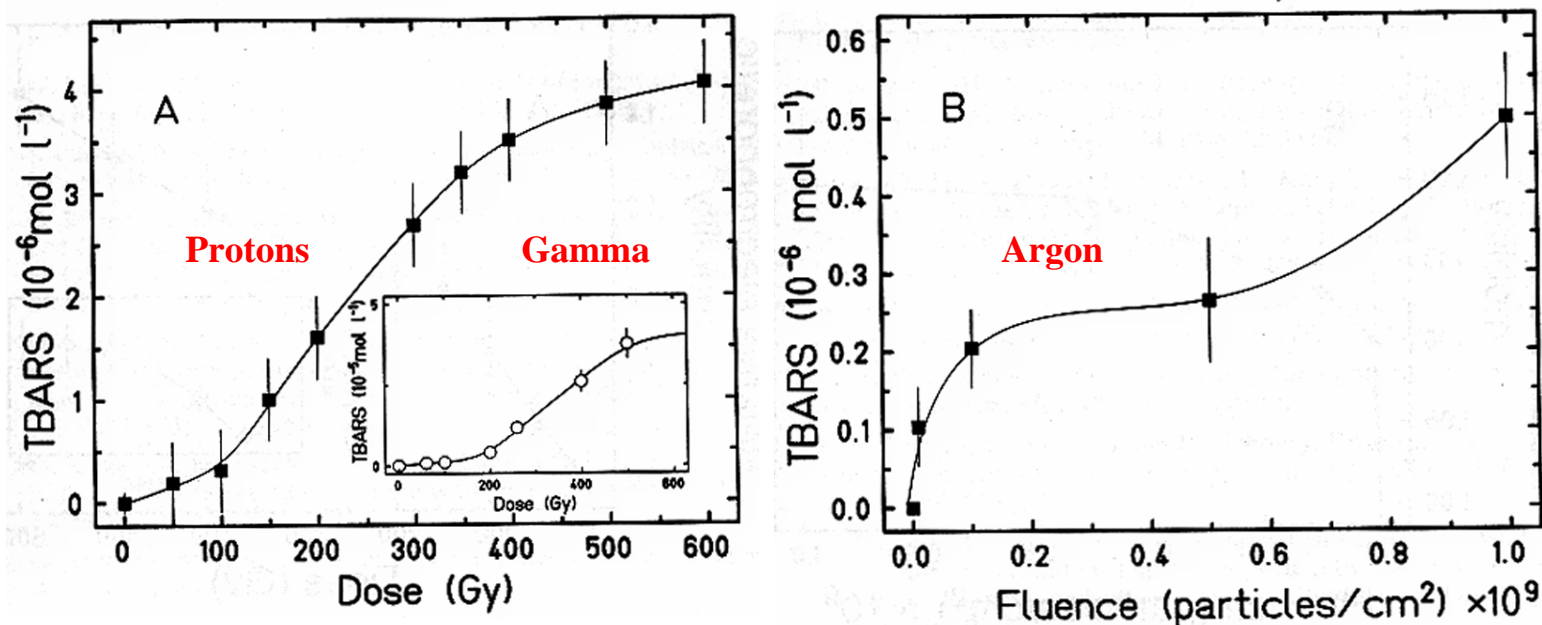 A
Protons
Gamma
TBARS (10⁻⁶mol l⁻¹)
4
3
2
1
0
0 100 200 300 400 500 600
Dose (Gy)
TBARS (10⁻⁶mol l⁻¹)
5
0
0 200 400 600
Dose (Gy)
B
Argon
TBARS (10⁻⁶ mol l⁻¹)
0.6
0.5
0.4
0.3
0.2
0.1
0.0
0.0 0.2 0.4 0.6 0.8 1.0
Fluence (particles/cm²) ×10⁹